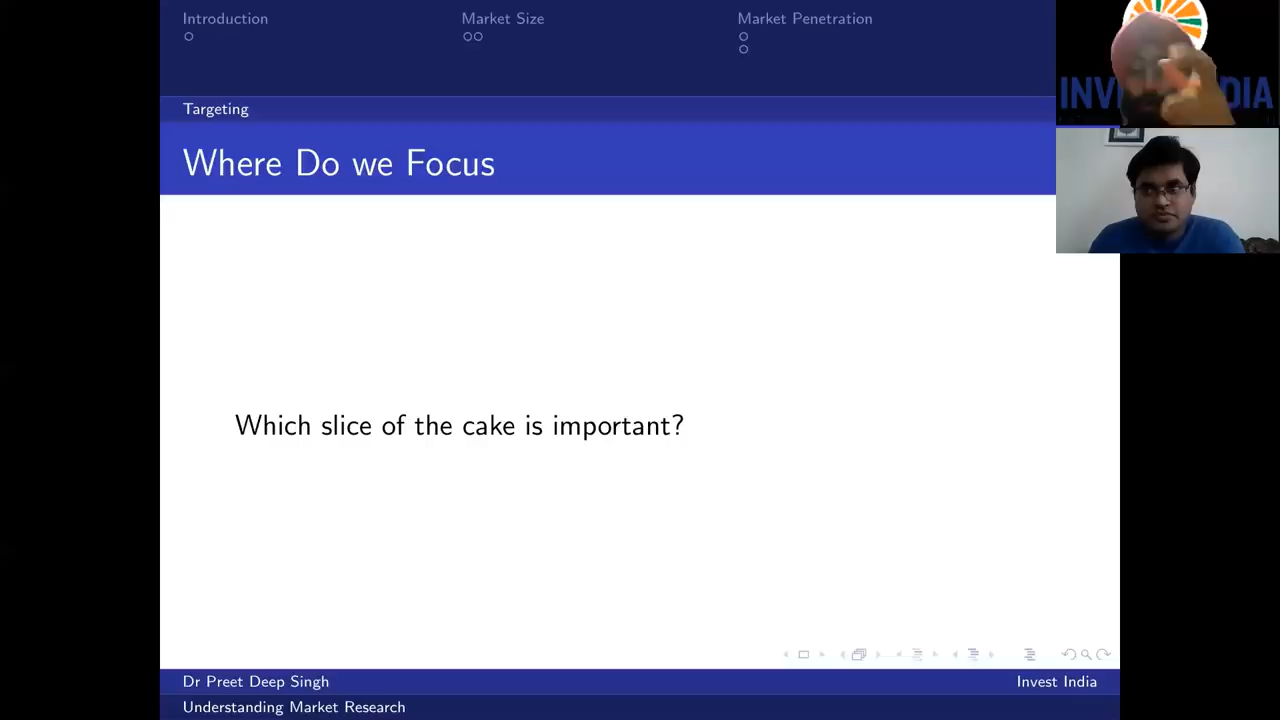 Introduction
Market Size
Market Penetration
Targeting
Where Do we Focus
Which slice of the cake is important?
Dr Preet Deep Singh
Invest India
Understanding Market Research